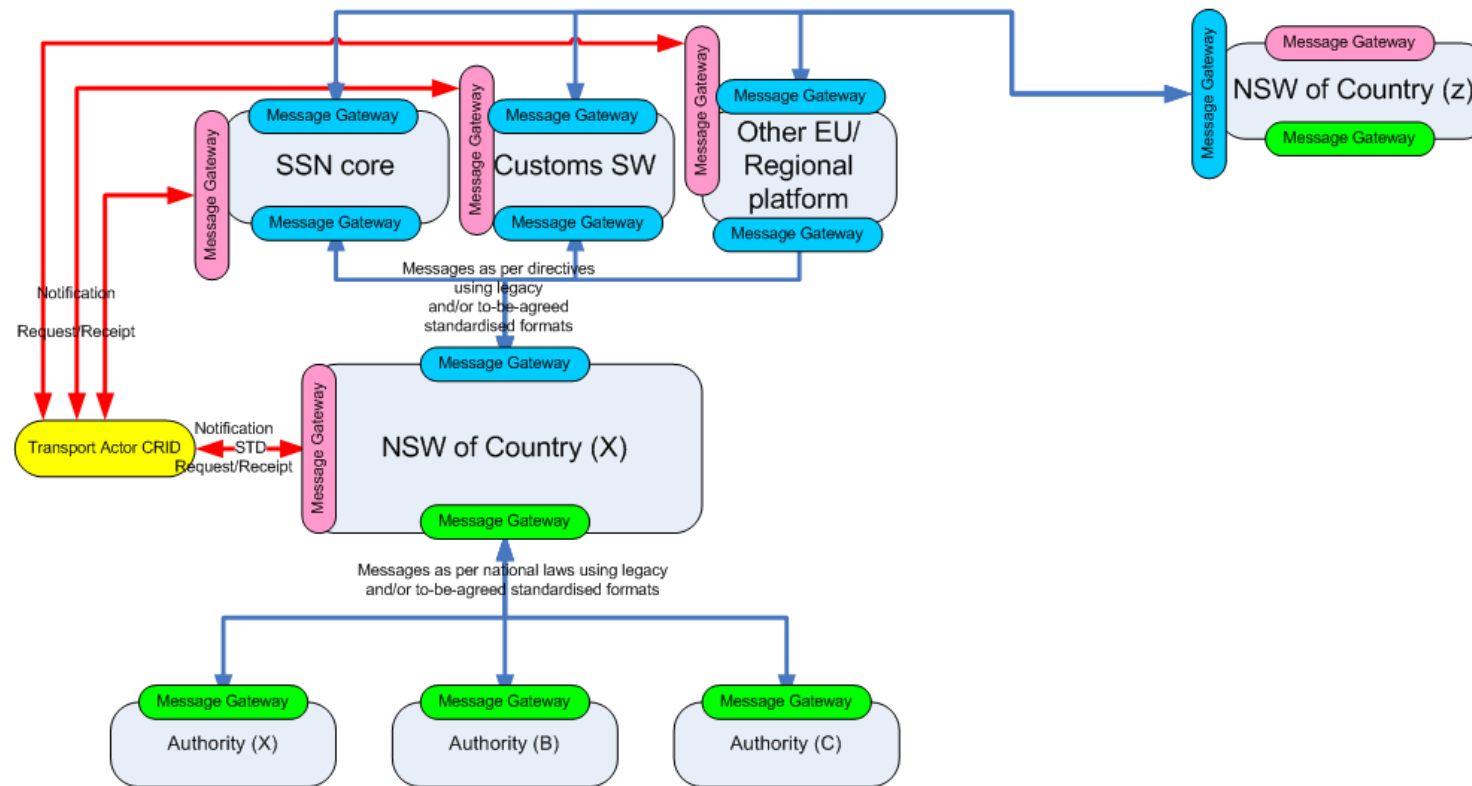 Message Gateway
Message Gateway
SSN core
Message Gateway
Message Gateway
Message Gateway
Customs SW
Message Gateway
Message Gateway
Message Gateway
Other EU/
Regional
platform
Message Gateway
Message Gateway
Message Gateway
NSW of Country (z)
Message Gateway
Notification
Request/Receipt
Messages as per directives
using legacy
and/or to-be-agreed
standardised formats
Transport Actor CRID
Notification
STD
Request/Receipt
Message Gateway
Message Gateway
NSW of Country (X)
Message Gateway
Messages as per national laws using legacy
and/or to-be-agreed standardised formats
Message Gateway
Authority (X)
Message Gateway
Authority (B)
Message Gateway
Authority (C)